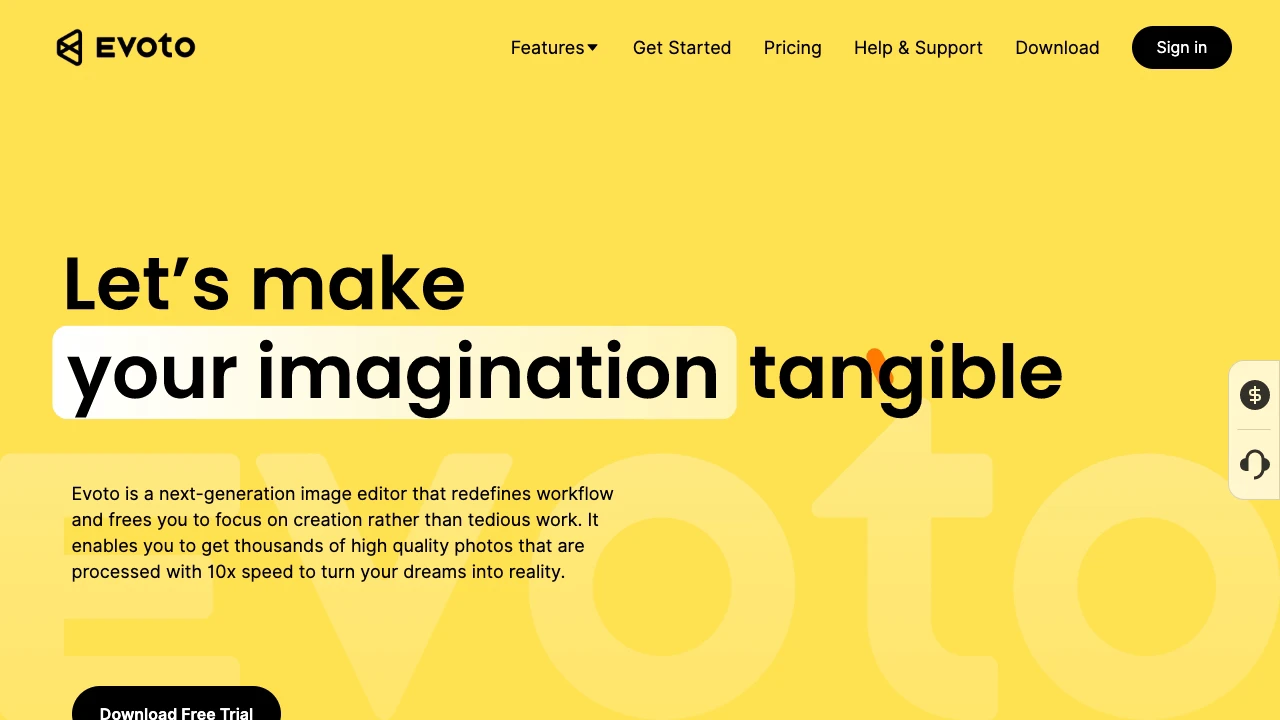 Evoto
Features
Get Started
Pricing
Help & Support
Download
Sign in
Let’s make
your imagination tangible
Evoto
Evoto is a next-generation image editor that redefines workflow
and frees you to focus on creation rather than tedious work. It
enables you to get thousands of high quality photos that are
processed with 10x speed to turn your dreams into reality.
Download Free Trial